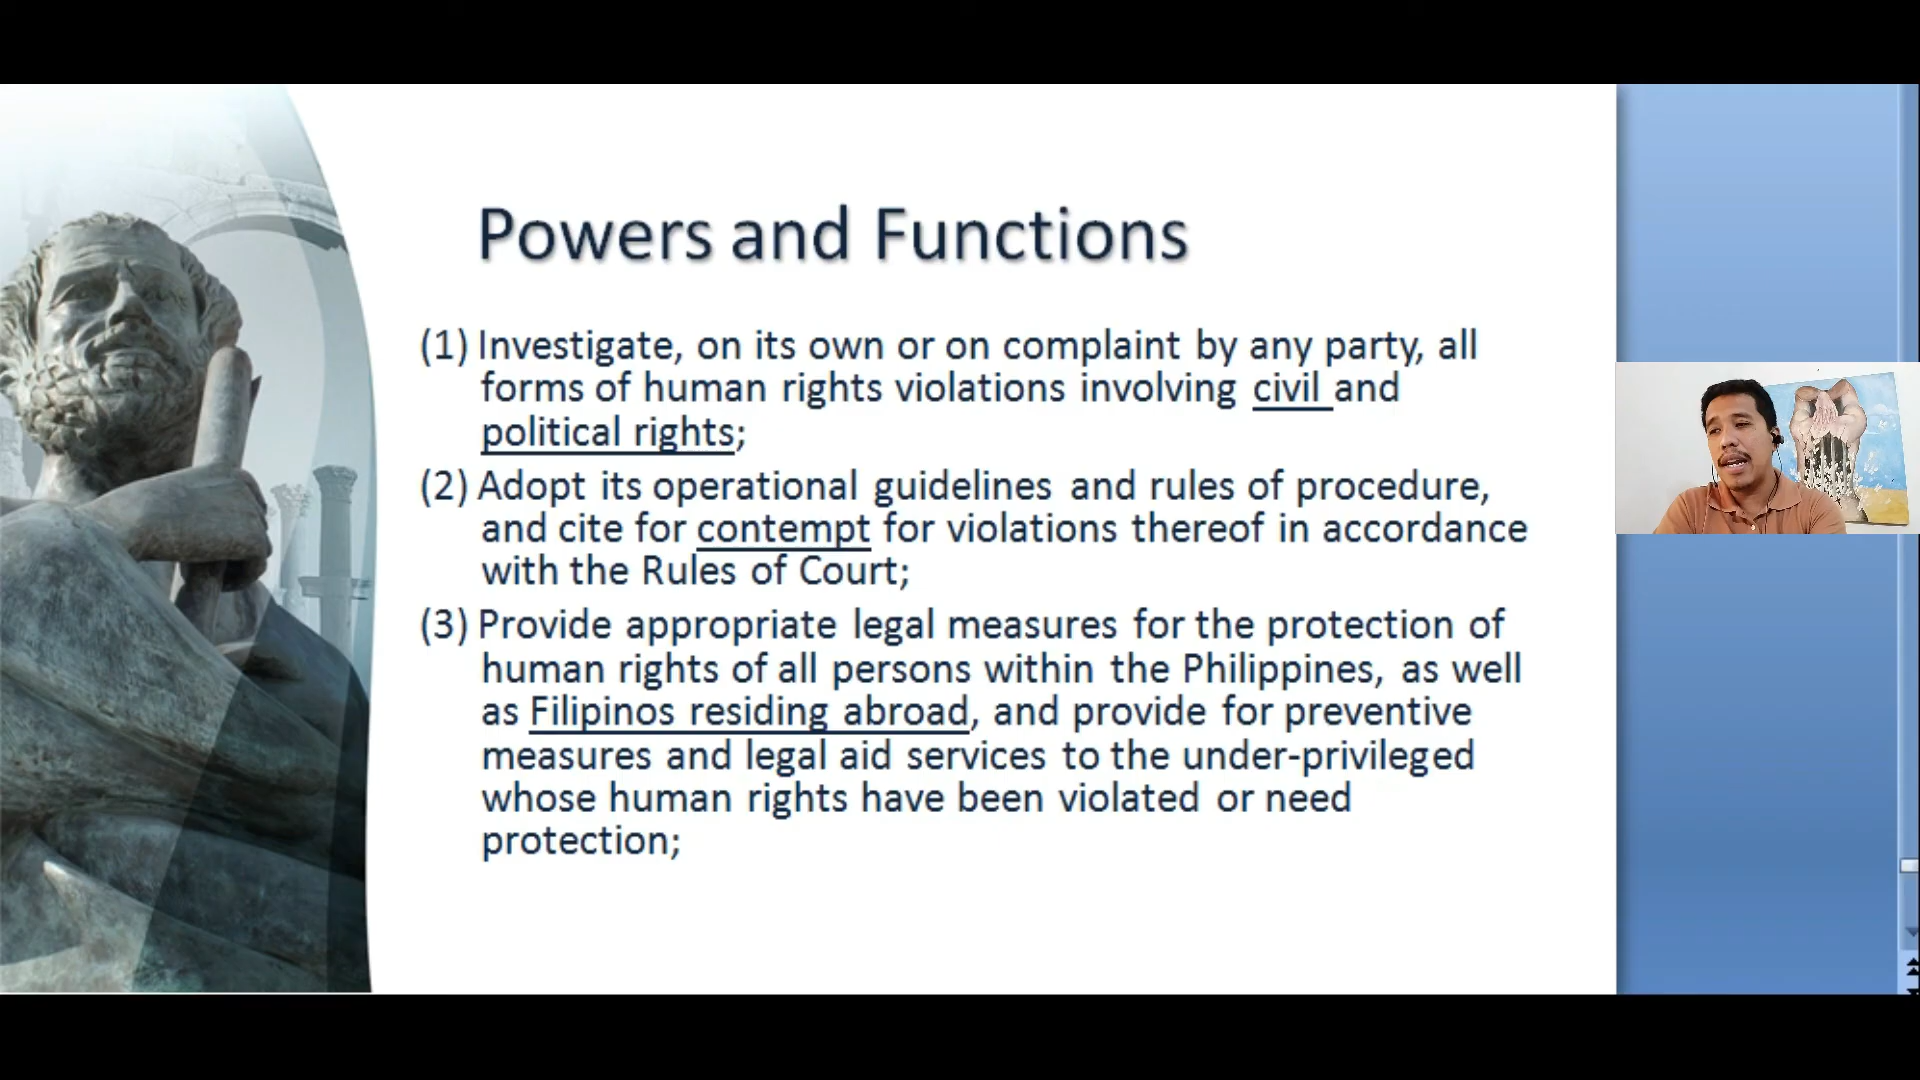 Powers and Functions
(1) Investigate, on its own or on complaint by any party, all
forms of human rights violations involving civil and
political rights;
(2) Adopt its operational guidelines and rules of procedure,
and cite for contempt for violations thereof in accordance
with the Rules of Court;
(3) Provide appropriate legal measures for the protection of
human rights of all persons within the Philippines, as well
as Filipinos residing abroad, and provide for preventive
measures and legal aid services to the under-privileged
whose human rights have been violated or need
protection;